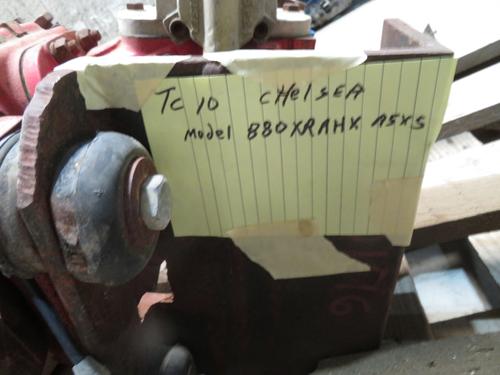 TC 10 CHELSEA
Model 880XRAHX A5XS